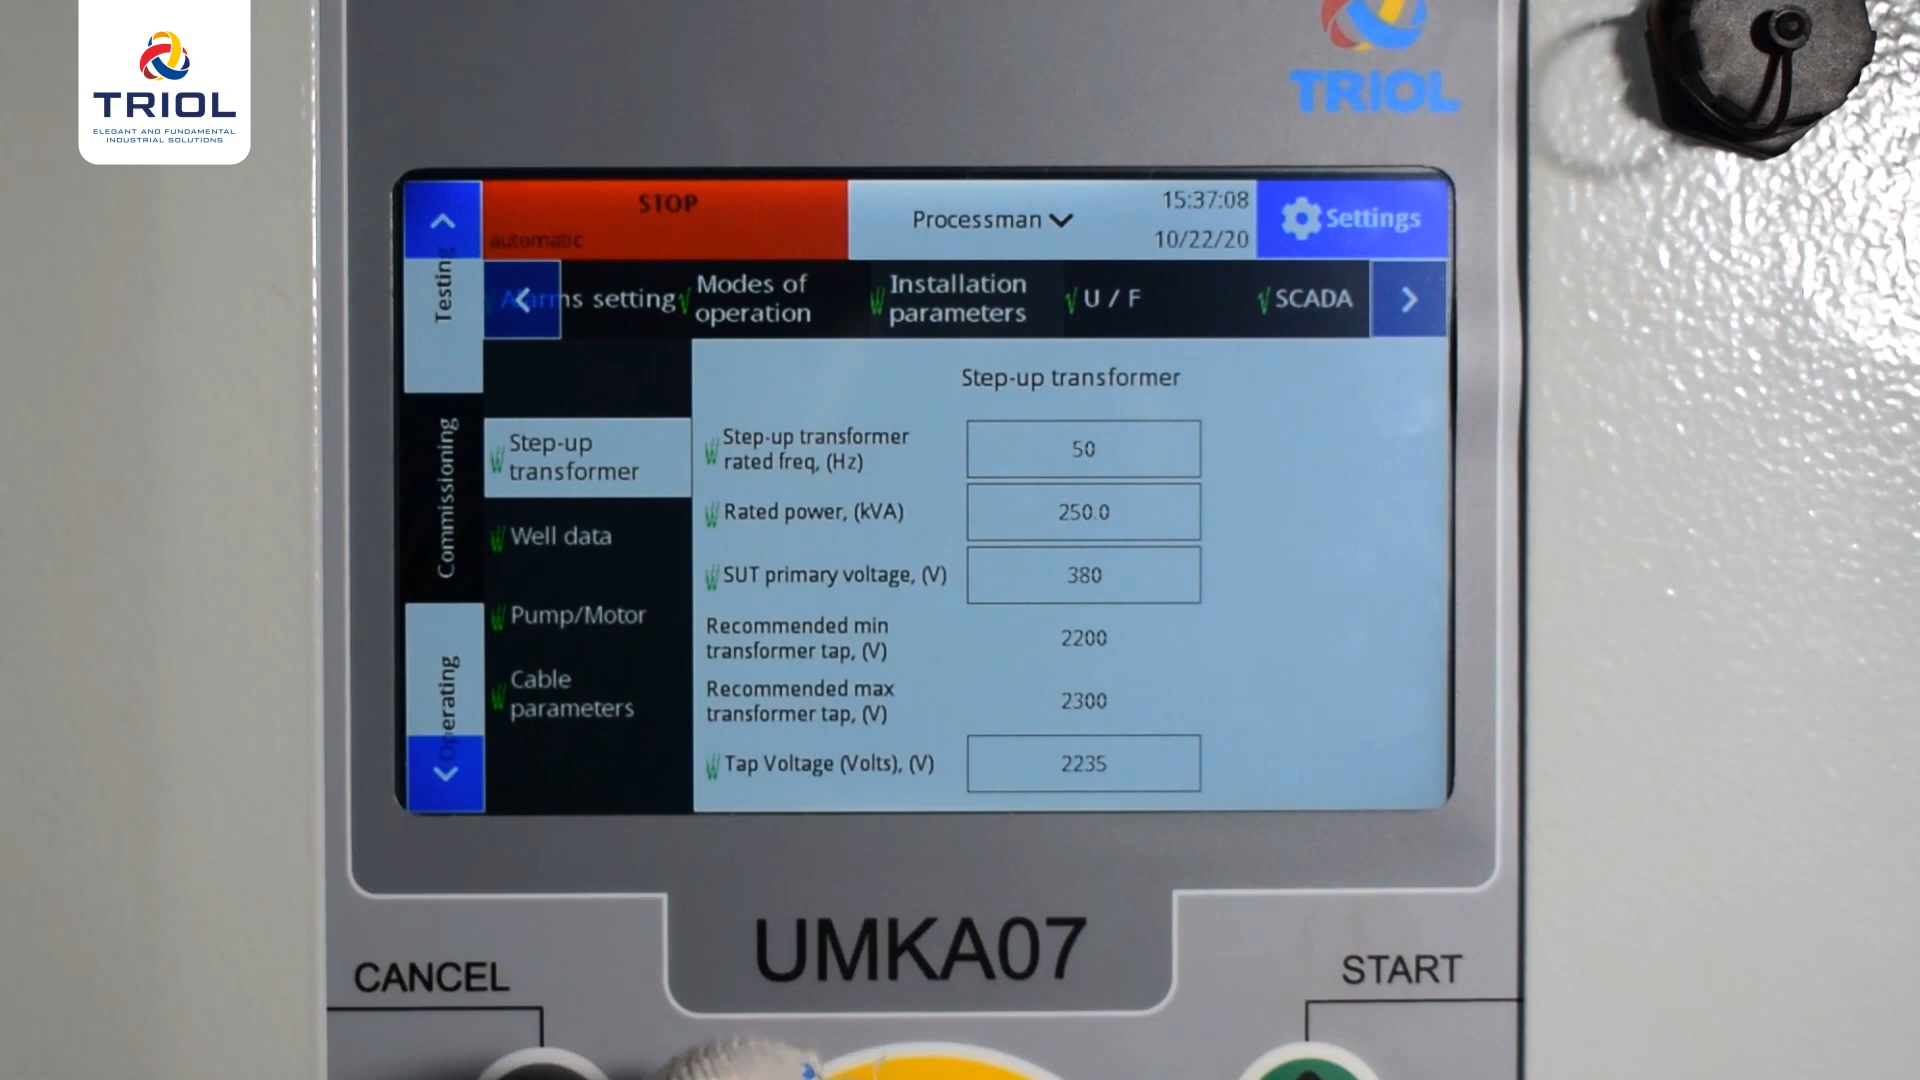 TRIOL
ELEGANT AND FUNDAMENTAL
INDUSTRIAL SOLUTIONS
TRIOL
STOP
automatic
Processman
15:37:08
10/22/20
Settings
Testing
Commissioning
Operating
Alarms setting
Modes of
operation
Installation
parameters
U / F
SCADA
Step-up
transformer
Well data
Pump/Motor
Cable
parameters
Step-up transformer
Step-up transformer
rated freq, (Hz)
50
Rated power, (kVA)
250.0
SUT primary voltage, (V)
380
Recommended min
transformer tap, (V)
2200
Recommended max
transformer tap, (V)
2300
Tap Voltage (Volts), (V)
2235
UMKA07
CANCEL
START